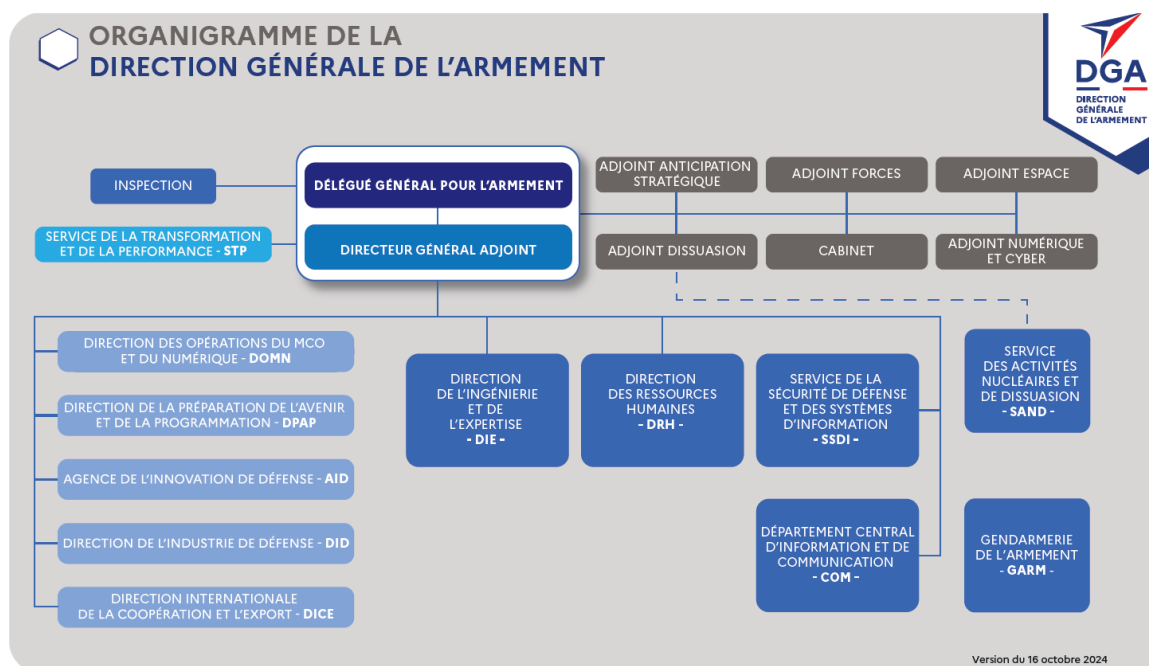 ORGANIGRAMME DE LA
DIRECTION GÉNÉRALE DE L'ARMEMENT
DGA
DIRECTION
GÉNÉRALE
DE L'ARMEMENT
INSPECTION
DÉLÉGUÉ GÉNÉRAL POUR L'ARMEMENT
ADJOINT ANTICIPATION
STRATÉGIQUE
ADJOINT FORCES
ADJOINT ESPACE
SERVICE DE LA TRANSFORMATION
ET DE LA PERFORMANCE - STP
DIRECTEUR GÉNÉRAL ADJOINT
ADJOINT DISSUASION
CABINET
ADJOINT NUMÉRIQUE
ET CYBER
DIRECTION DES OPÉRATIONS DU MCO
ET DU NUMÉRIQUE - DOMN
DIRECTION DE LA PRÉPARATION DE L'AVENIR
ET DE LA PROGRAMMATION - DPAP
AGENCE DE L'INNOVATION DE DÉFENSE - AID
DIRECTION DE L'INDUSTRIE DE DÉFENSE - DID
DIRECTION INTERNATIONALE
DE LA COOPÉRATION ET L'EXPORT - DICE
DIRECTION
DE L'INGÉNIERIE
ET DE
L'EXPERTISE
- DIE -
DIRECTION
DES RESSOURCES
HUMAINES
- DRH -
SERVICE DE LA
SÉCURITÉ DE DÉFENSE
ET DES SYSTÈMES
D'INFORMATION
- SSDI -
SERVICE
DES ACTIVITÉS
NUCLÉAIRES ET
DE DISSUASION
- SAND -
DÉPARTEMENT CENTRAL
D'INFORMATION ET DE
COMMUNICATION
- COM -
GENDARMERIE
DE L'ARMEMENT
- GARM -
Version du 16 octobre 2024